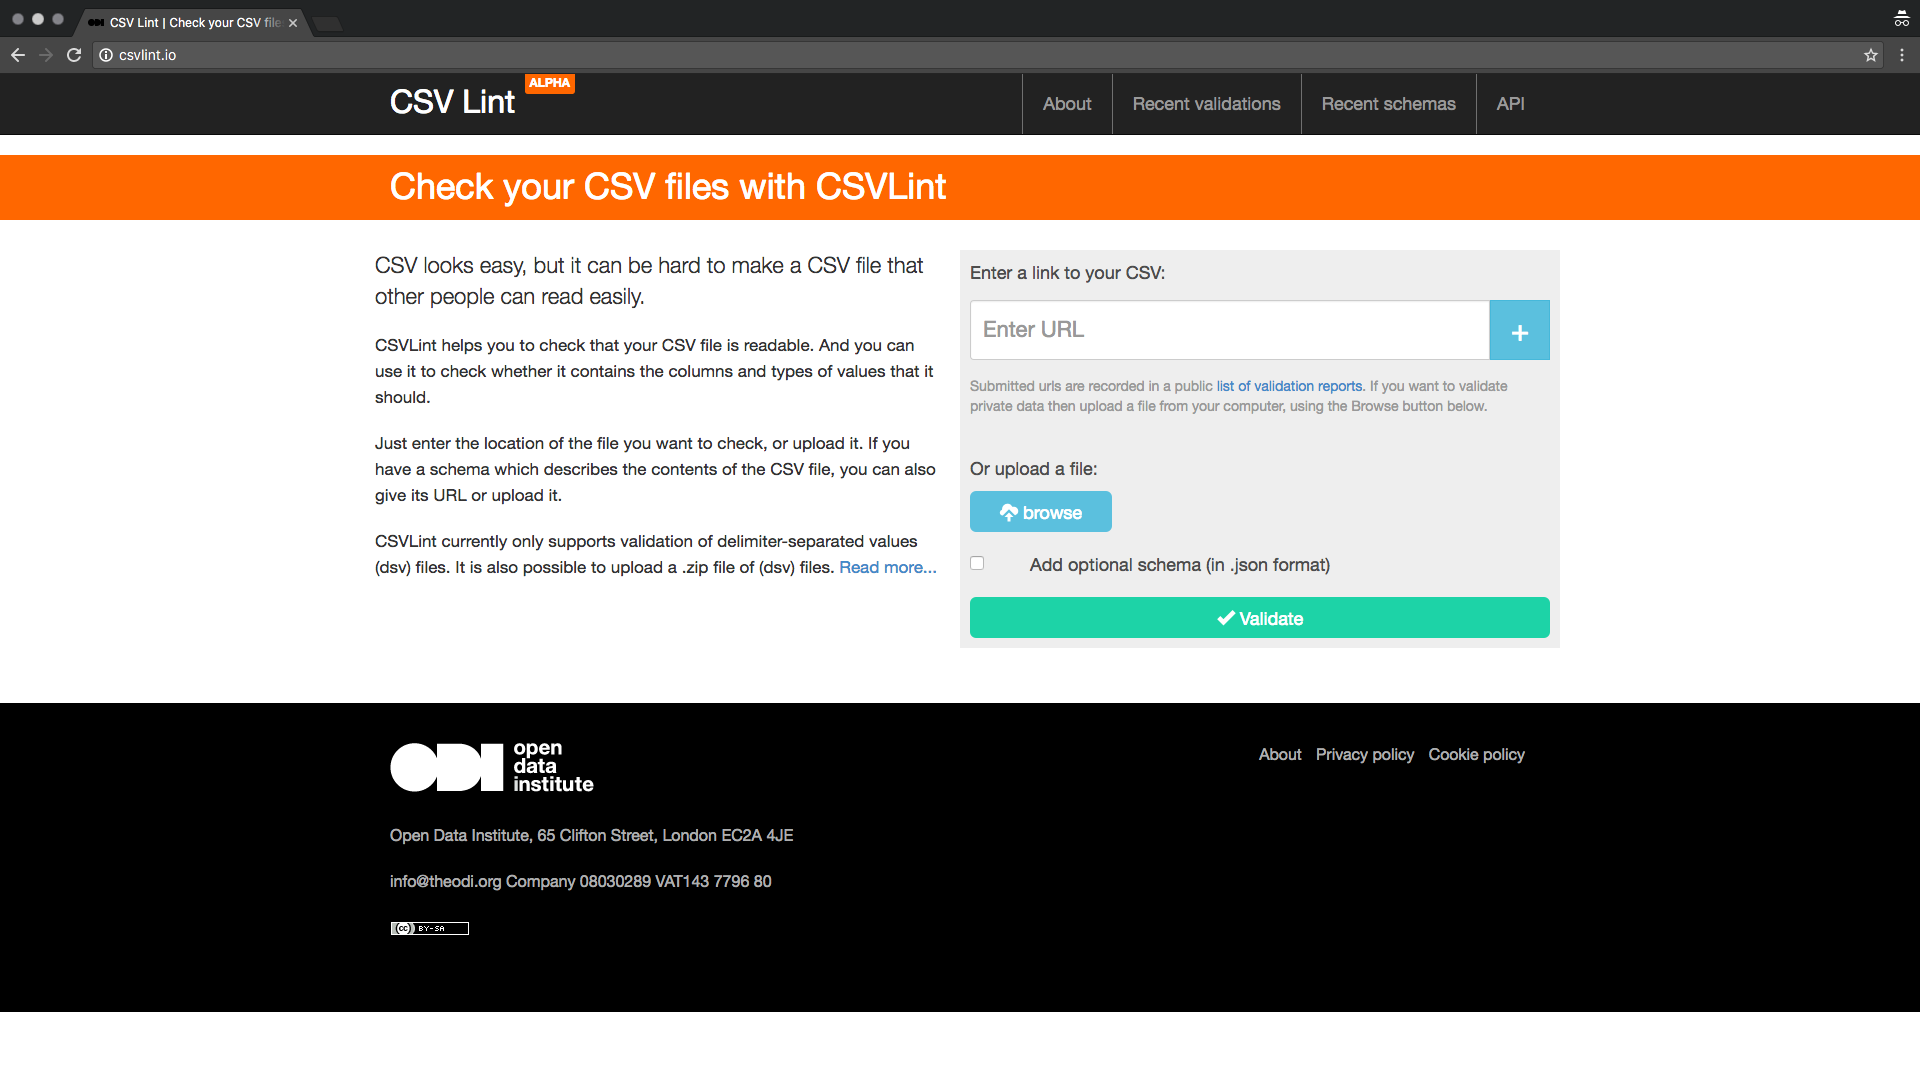 CSV Lint | Check your CSV file
csvlint.io
CSV Lint
ALPHA
About
Recent validations
Recent schemas
API
Check your CSV files with CSVLint
CSV looks easy, but it can be hard to make a CSV file that
other people can read easily.
CSVLint helps you to check that your CSV file is readable. And you can
use it to check whether it contains the columns and types of values that it
should.
Just enter the location of the file you want to check, or upload it. If you
have a schema which describes the contents of the CSV file, you can also
give its URL or upload it.
CSVLint currently only supports validation of delimiter-separated values
(dsv) files. It is also possible to upload a .zip file of (dsv) files. Read more...
Enter a link to your CSV:
Enter URL
+
Submitted urls are recorded in a public list of validation reports. If you want to validate
private data then upload a file from your computer, using the Browse button below.
Or upload a file:
browse
Add optional schema (in .json format)
Validate
ODI
open
data
institute
About Privacy policy Cookie policy
Open Data Institute, 65 Clifton Street, London EC2A 4JE
info@theodi.org Company 08030289 VAT143 7796 80
cc BY-SA